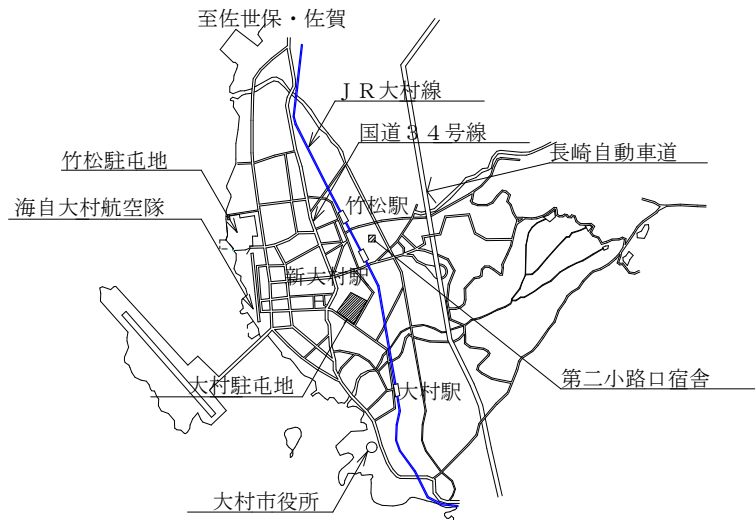 至佐世保・佐賀
ＪＲ大村線
国道３４号線
長崎自動車道
竹松駐屯地
竹松駅
海自大村航空隊
新大村駅
大村駐屯地
大村駅
第二小路口宿舎
大村市役所